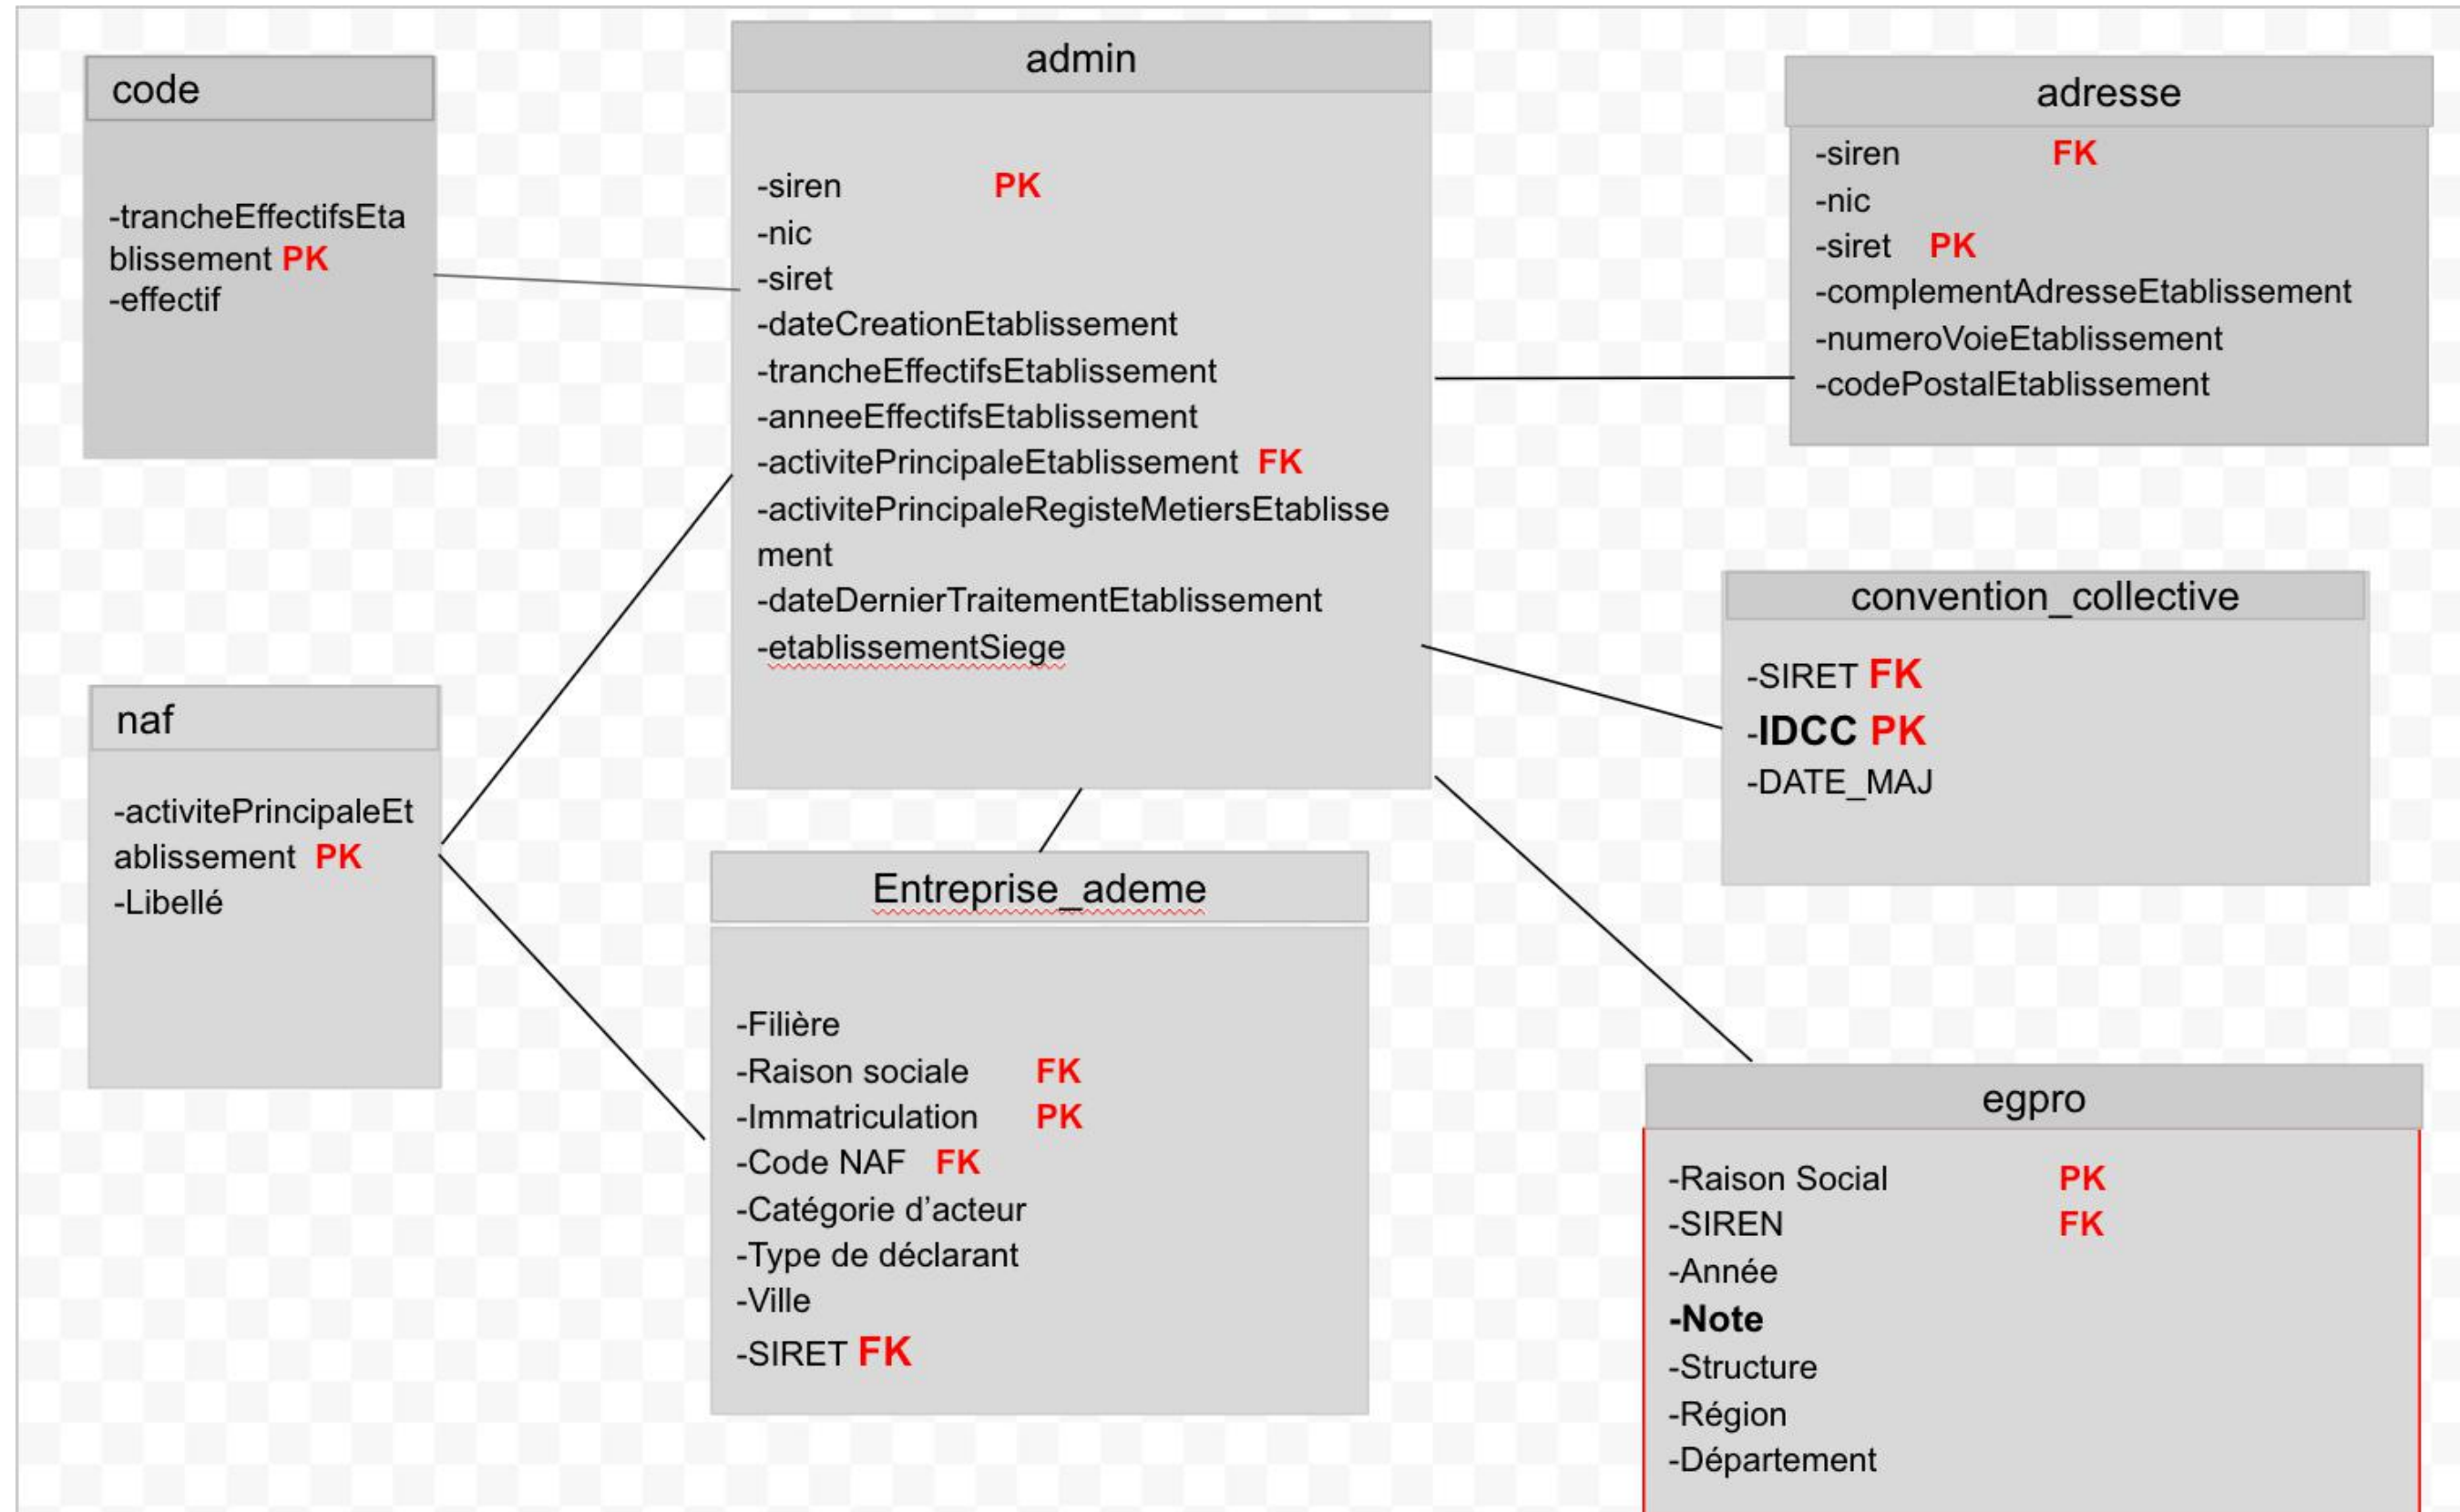 code
-trancheEffectifsEta
blissement PK
-effectif
admin
-siren PK
-nic
-siret
-dateCreationEtablissement
-trancheEffectifsEtablissement
-anneeEffectifsEtablissement
-activitePrincipaleEtablissement FK
-activitePrincipaleRegisteMetiersEtablisse
ment
-dateDernierTraitementEtablissement
-etablissementSiege
adresse
-siren FK
-nic
-siret PK
-complementAdresseEtablissement
-numeroVoieEtablissement
-codePostalEtablissement
convention_collective
-SIRET FK
-IDCC PK
-DATE_MAJ
naf
-activitePrincipaleEt
ablissement PK
-Libellé
Entreprise_ademe
-Filière
-Raison sociale FK
-Immatriculation PK
-Code NAF FK
-Catégorie d’acteur
-Type de déclarant
-Ville
-SIRET FK
egpro
-Raison Social PK
-SIREN FK
-Année
-Note
-Structure
-Région
-Département